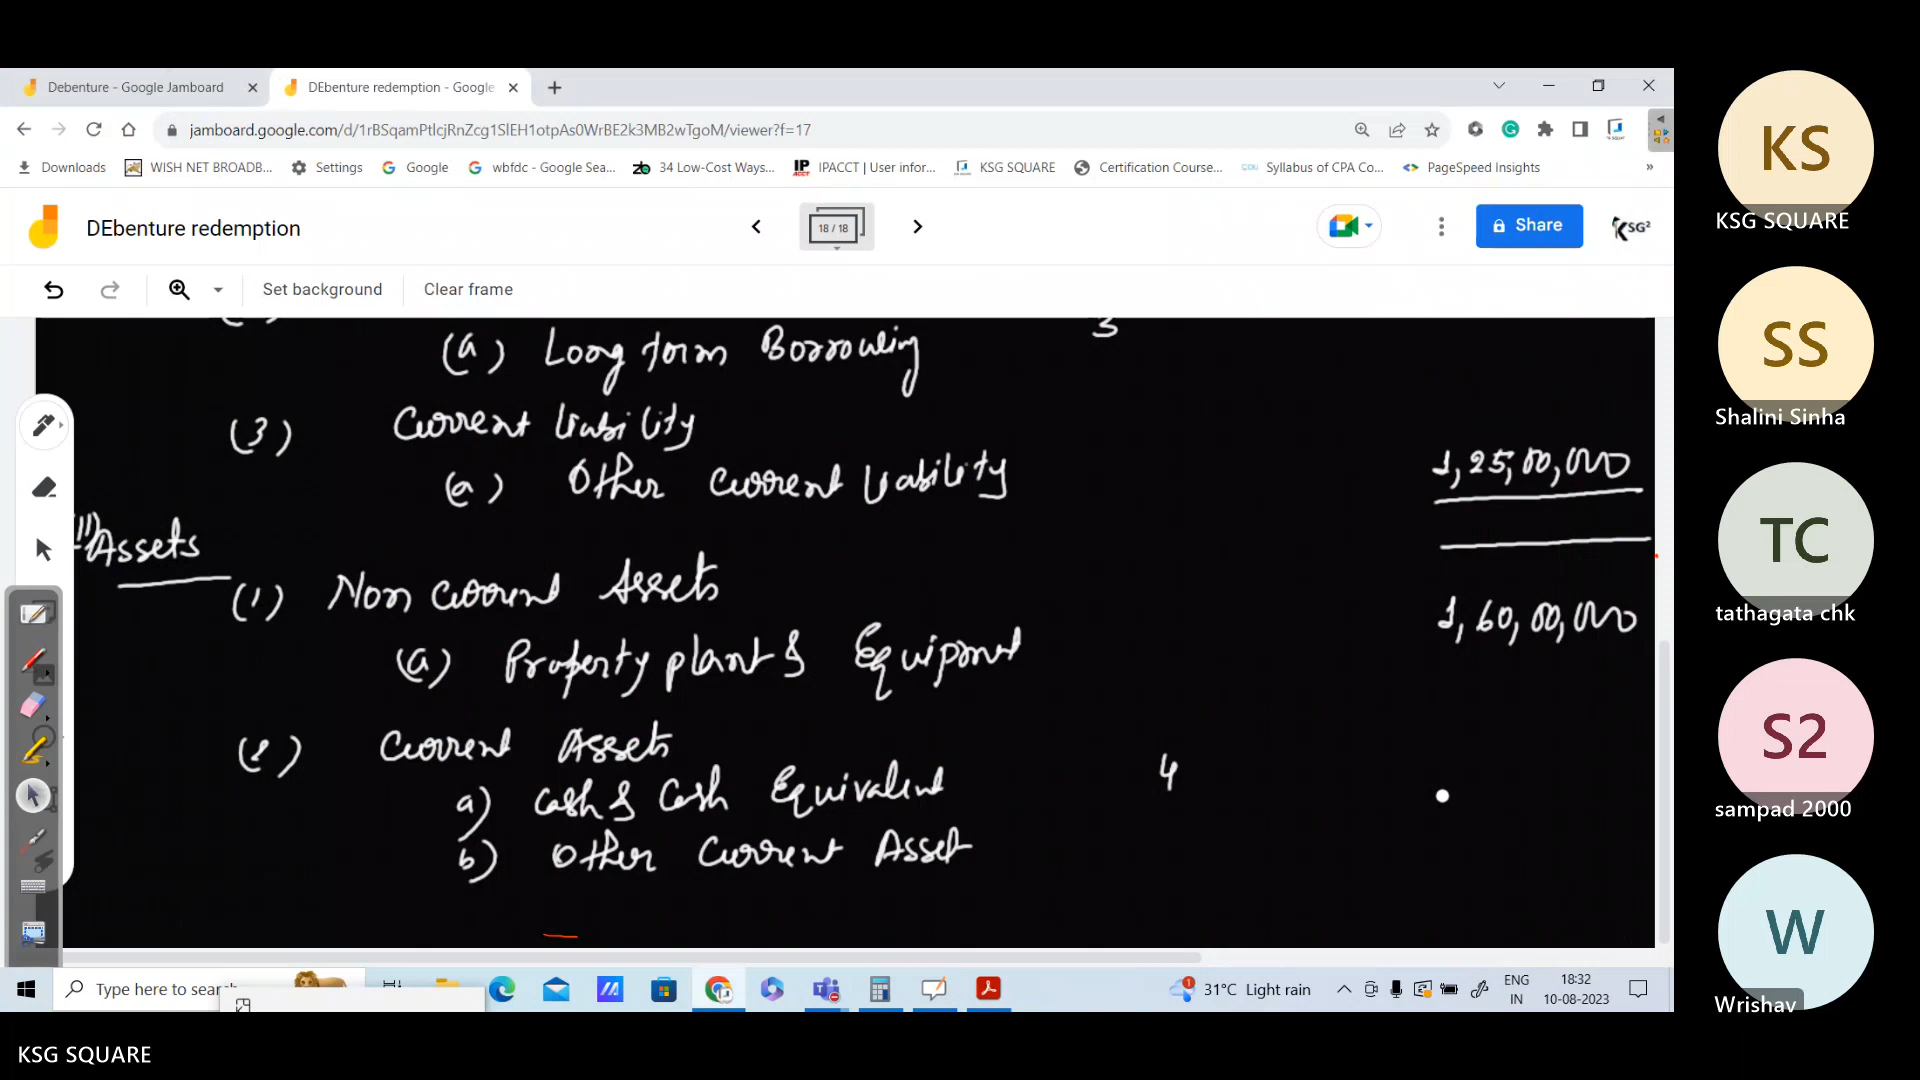 Debenture - Google Jamboard
DEbenture redemption - Google
jamboard.google.com/d/1rBSqamPtlcjRnZcg1SlEH1otpAs0WrBE2k3MB2wTgoM/viewer?f=17
Downloads WISH NET BROADB... Settings Google wbfdc - Google Sea... 34 Low-Cost Ways... IPACCT | User infor... KSG SQUARE Certification Course... Syllabus of CPA Co... PageSpeed Insights »
DEbenture redemption
18 / 18
Share
KSG²
Set background Clear frame
3
(a) Long term Borrowing
(3) Current liability
1,25,00,000
(a) Other Current liability
(II) Assets
(1) Non current Assets
1,60,00,000
(a) Property plant & Equipment
(2) Current Assets
a) Cash & Cash Equivalent 4
b) Other Current Asset
Type here to search
1 31°C Light rain
ENG
IN
18:32
10-08-2023
KS
KSG SQUARE
SS
Shalini Sinha
TC
tathagata chk
S2
sampad 2000
W
Wrishav
KSG SQUARE